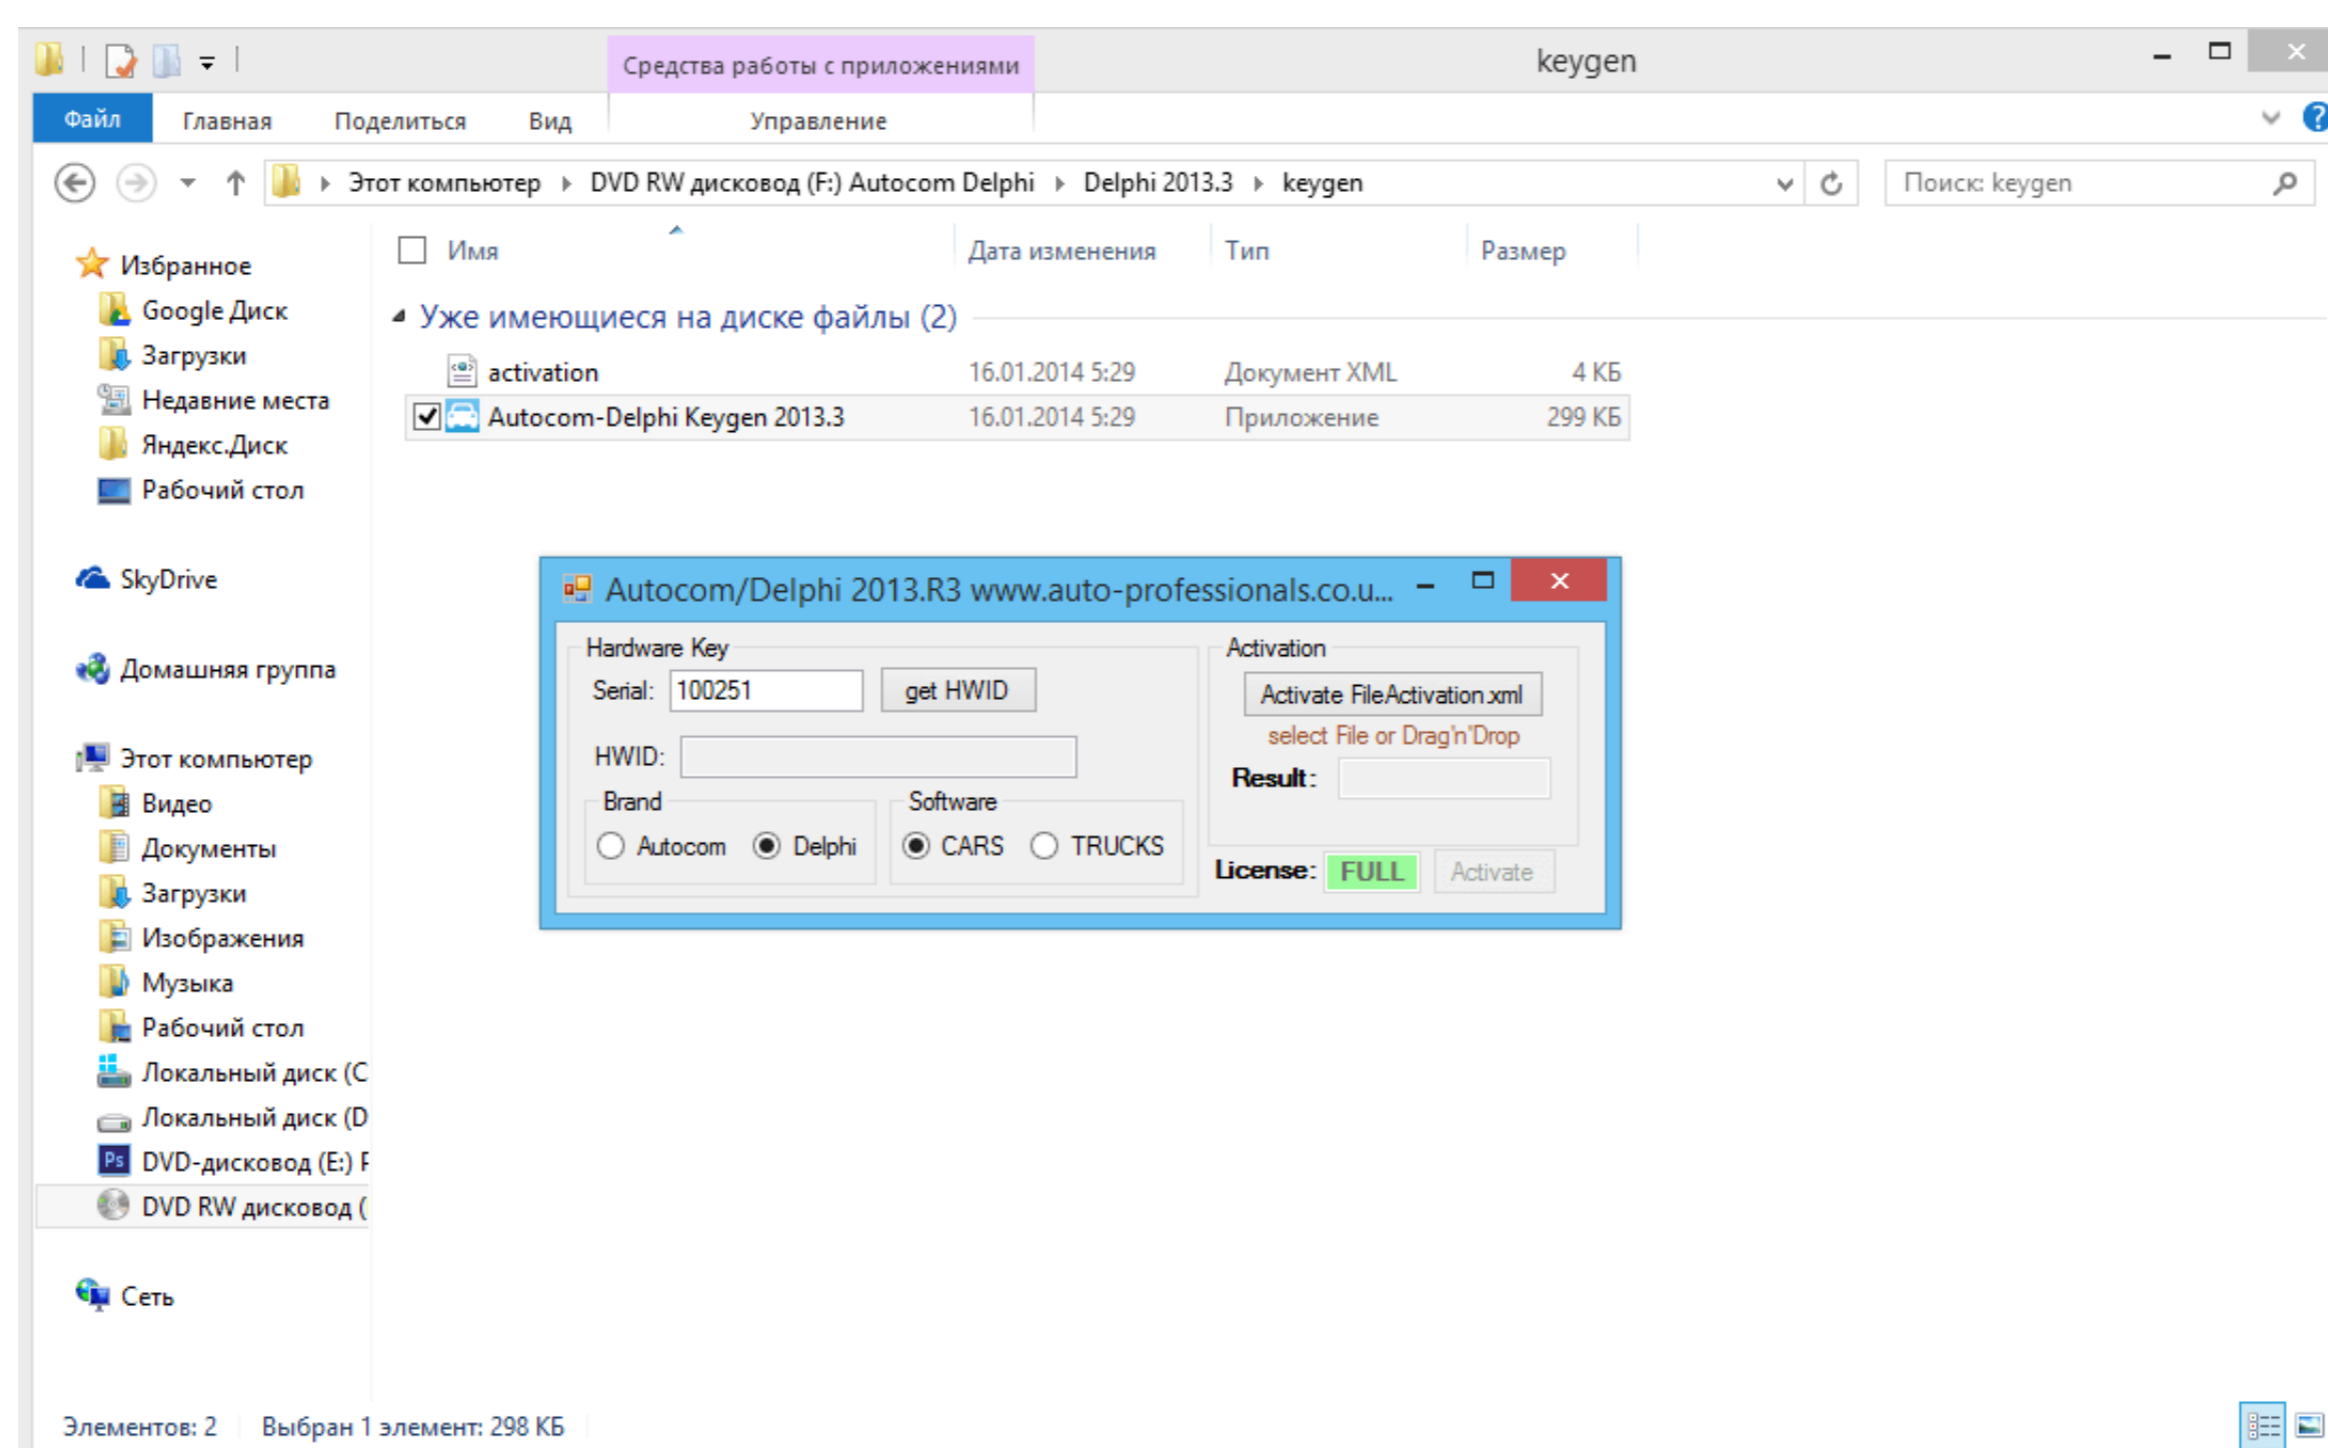 Средства работы с приложениями
keygen
Файл Главная Поделиться Вид Управление
Этот компьютер DVD RW дисковод (F:) Autocom Delphi Delphi 2013.3 keygen
Поиск: keygen
Имя Дата изменения Тип Размер
Уже имеющиеся на диске файлы (2)
activation 16.01.2014 5:29 Документ XML 4 КБ
Autocom-Delphi Keygen 2013.3 16.01.2014 5:29 Приложение 299 КБ
Избранное
Google Диск
Загрузки
Недавние места
Яндекс.Диск
Рабочий стол
SkyDrive
Домашняя группа
Этот компьютер
Видео
Документы
Загрузки
Изображения
Музыка
Рабочий стол
Локальный диск (C
Локальный диск (D
Ps DVD-дисковод (E:) F
DVD RW дисковод (
Сеть
Autocom/Delphi 2013.R3 www.auto-professionals.co.u...
Hardware Key
Serial: 100251 get HWID
HWID:
Brand
Autocom Delphi
Software
CARS TRUCKS
Activation
Activate FileActivation.xml
select File or Drag'n'Drop
Result:
License: FULL Activate
Элементов: 2 Выбран 1 элемент: 298 КБ